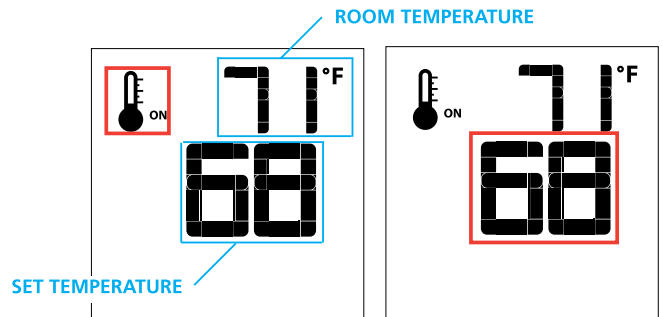 ROOM TEMPERATURE
71°F
ON
68
SET TEMPERATURE
71°F
ON
68